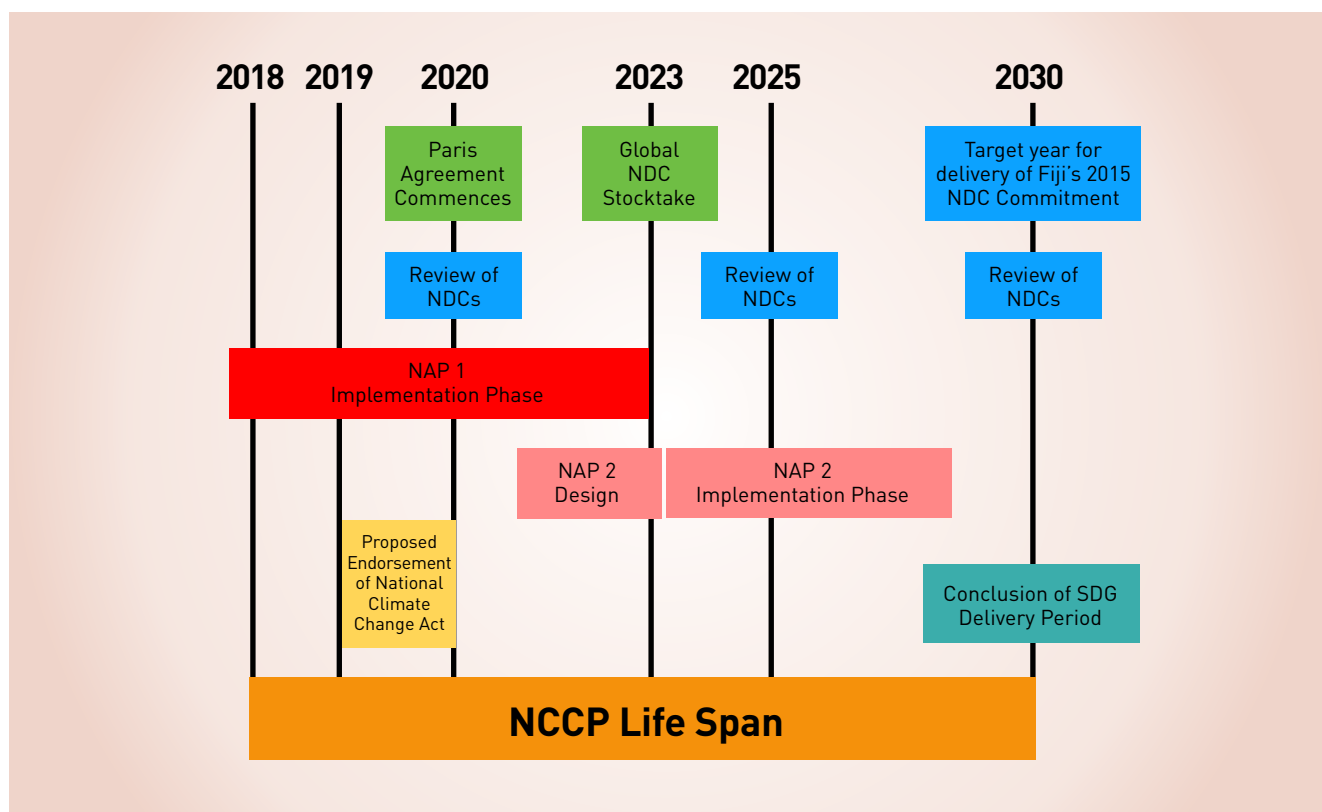 2018 2019 2020 2023 2025 2030
Paris
Agreement
Commences
Global
NDC
Stocktake
Target year for
delivery of Fiji's 2015
NDC Commitment
Review of
NDCs
Review of
NDCs
Review of
NDCs
NAP 1
Implementation Phase
NAP 2
Design
NAP 2
Implementation Phase
Proposed
Endorsement
of National
Climate
Change Act
Conclusion of SDG
Delivery Period
NCCP Life Span